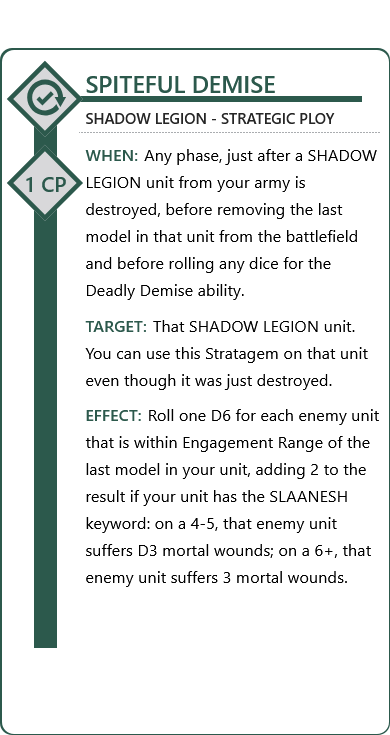 SPITEFUL DEMISE
SHADOW LEGION - STRATEGIC PLOY
1 CP
WHEN: Any phase, just after a SHADOW
LEGION unit from your army is
destroyed, before removing the last
model in that unit from the battlefield
and before rolling any dice for the
Deadly Demise ability.
TARGET: That SHADOW LEGION unit.
You can use this Stratagem on that unit
even though it was just destroyed.
EFFECT: Roll one D6 for each enemy unit
that is within Engagement Range of the
last model in your unit, adding 2 to the
result if your unit has the SLAANESH
keyword: on a 4-5, that enemy unit
suffers D3 mortal wounds; on a 6+, that
enemy unit suffers 3 mortal wounds.